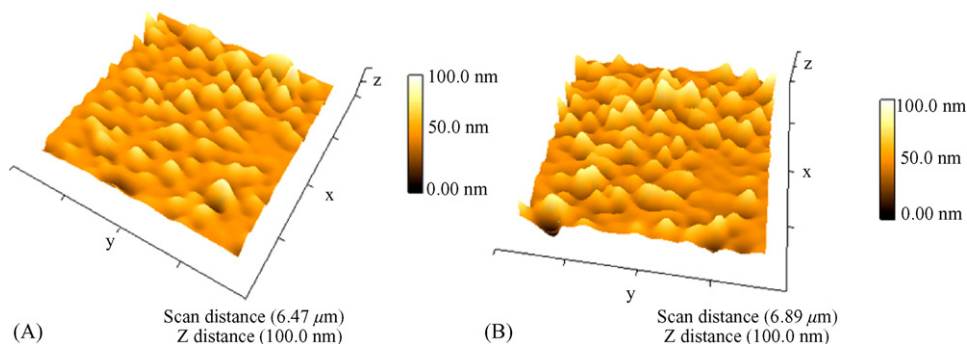 z
100.0 nm
50.0 nm
0.00 nm
x
y
(A)
Scan distance (6.47 μm)
Z distance (100.0 nm)
z
100.0 nm
50.0 nm
0.00 nm
x
y
(B)
Scan distance (6.89 μm)
Z distance (100.0 nm)